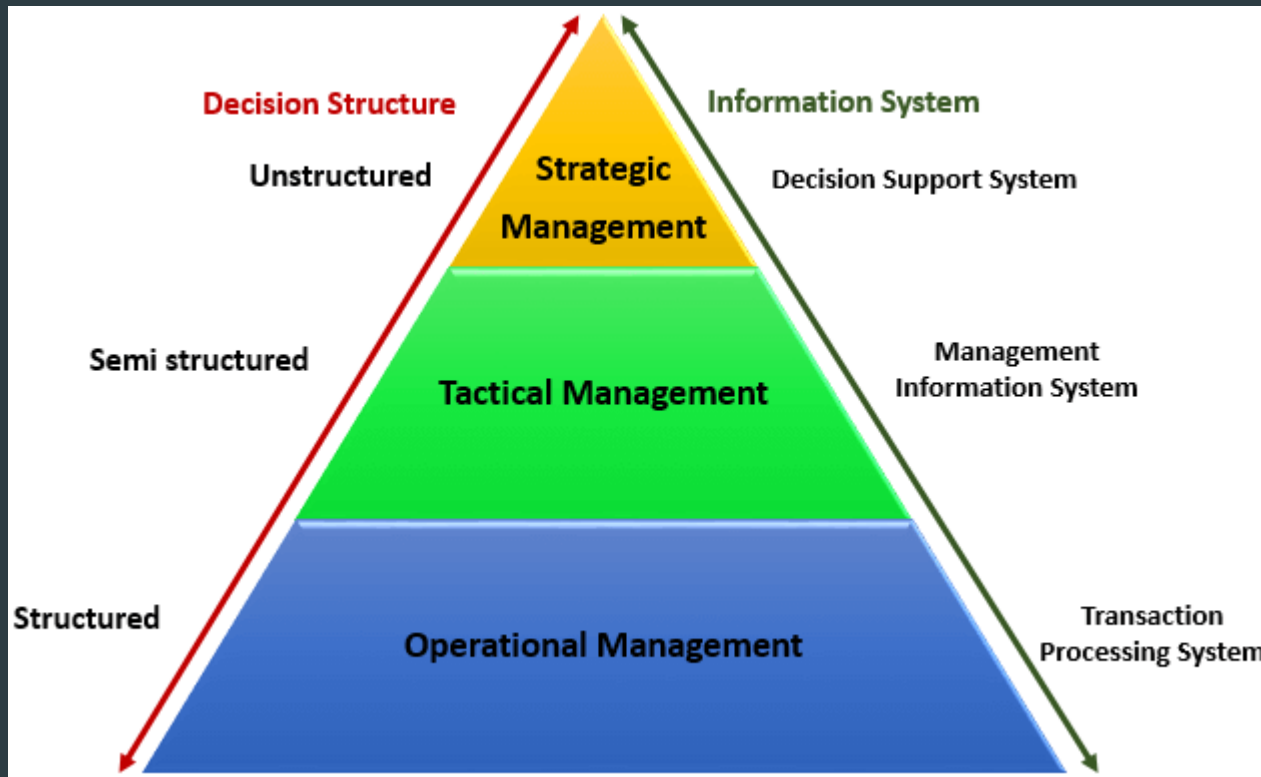 Decision Structure
Information System
Unstructured
Strategic
Management
Decision Support System
Semi structured
Tactical Management
Management
Information System
Structured
Operational Management
Transaction
Processing System